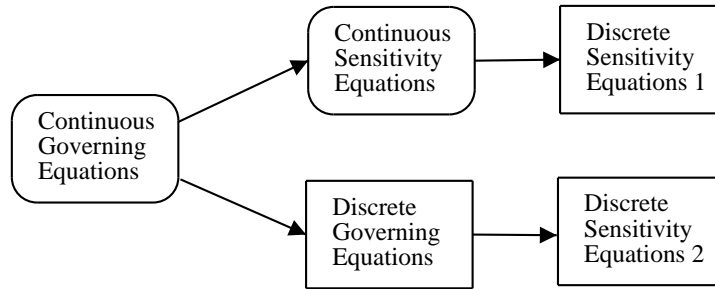 Continuous
Governing
Equations
Continuous
Sensitivity
Equations
Discrete
Sensitivity
Equations 1
Discrete
Governing
Equations
Discrete
Sensitivity
Equations 2